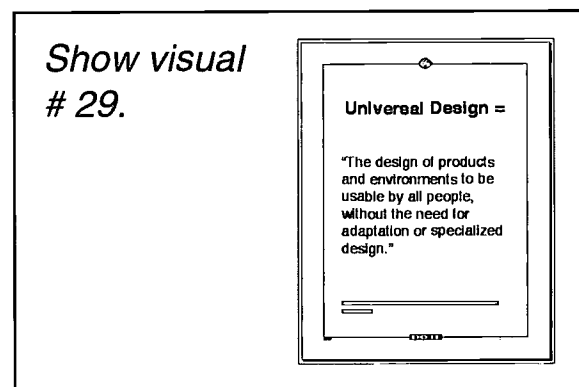 Show visual
# 29.
Universal Design =
"The design of products
and environments to be
usable by all people,
without the need for
adaptation or specialized
design."